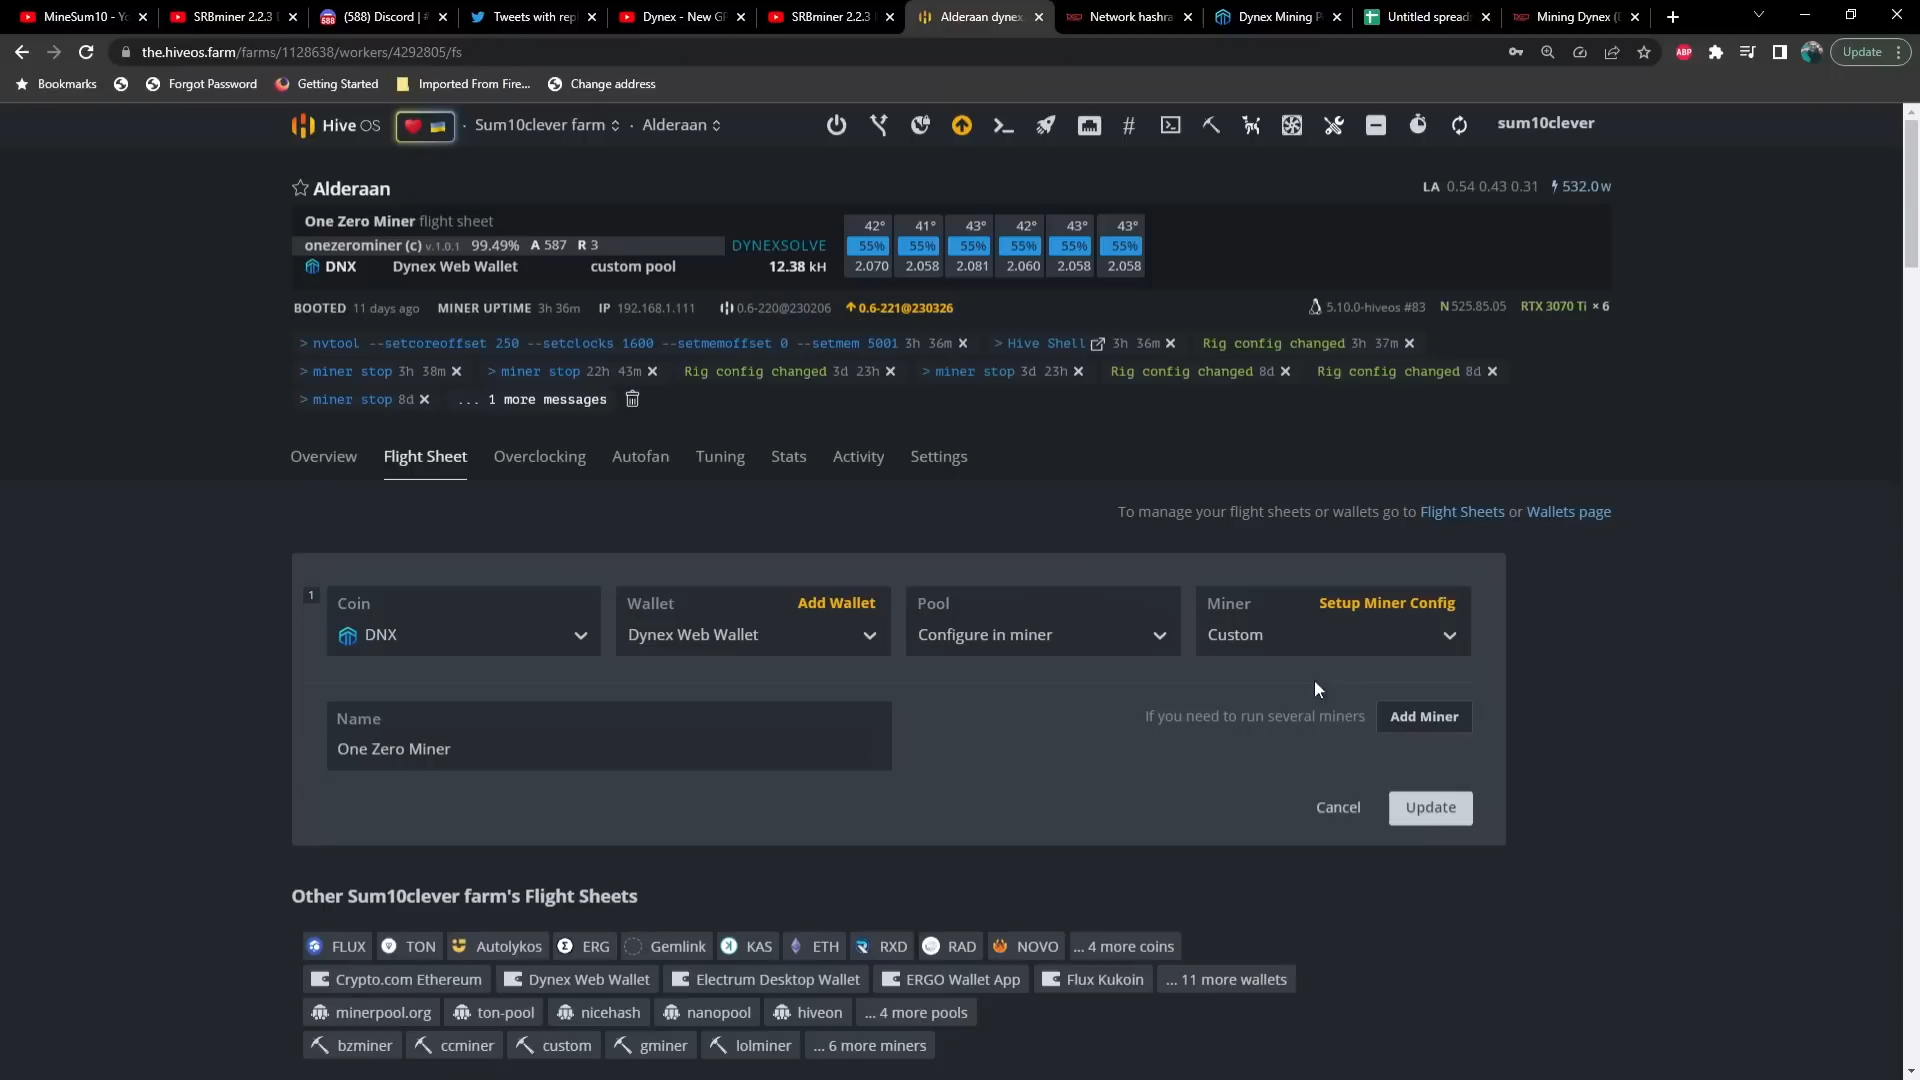 MineSum10 - Yo
SRBminer 2.2.3
(588) Discord | #
Tweets with rep
Dynex - New GP
SRBminer 2.2.3
Alderaan dynex
Network hashra
Dynex Mining P
Untitled spread
Mining Dynex (D
the.hiveos.farm/farms/1128638/workers/4292805/fs
ABP
Update
Bookmarks
Forgot Password
Getting Started
Imported From Fire...
Change address
Hive OS
· Sum10clever farm · Alderaan
sum10clever
Alderaan
LA 0.54 0.43 0.31 532.0 W
One Zero Miner flight sheet
42° 41° 43° 42° 43° 43°
onezerominer (c) v.1.0.1 99.49% A 587 R 3 DYNEXSOLVE 55% 55% 55% 55% 55% 55%
DNX Dynex Web Wallet custom pool 12.38 kH 2.070 2.058 2.081 2.060 2.058 2.058
BOOTED 11 days ago MINER UPTIME 3h 36m IP 192.168.1.111 0.6-220@230206 0.6-221@230326 5.10.0-hiveos #83 N 525.85.05 RTX 3070 Ti × 6
> nvtool --setcoreoffset 250 --setclocks 1600 --setmemoffset 0 --setmem 5001 3h 36m > Hive Shell 3h 36m Rig config changed 3h 37m
> miner stop 3h 38m > miner stop 22h 43m Rig config changed 3d 23h > miner stop 3d 23h Rig config changed 8d Rig config changed 8d
> miner stop 8d ... 1 more messages
Overview Flight Sheet Overclocking Autofan Tuning Stats Activity Settings
To manage your flight sheets or wallets go to Flight Sheets or Wallets page
1
Coin
DNX
Wallet Add Wallet
Dynex Web Wallet
Pool
Configure in miner
Miner Setup Miner Config
Custom
Name
One Zero Miner
If you need to run several miners Add Miner
Cancel Update
Other Sum10clever farm's Flight Sheets
FLUX TON Autolykos ERG Gemlink KAS ETH RXD RAD NOVO ... 4 more coins
Crypto.com Ethereum Dynex Web Wallet Electrum Desktop Wallet ERGO Wallet App Flux Kukoin ... 11 more wallets
minerpool.org ton-pool nicehash nanopool hiveon ... 4 more pools
bzminer ccminer custom gminer lolminer ... 6 more miners